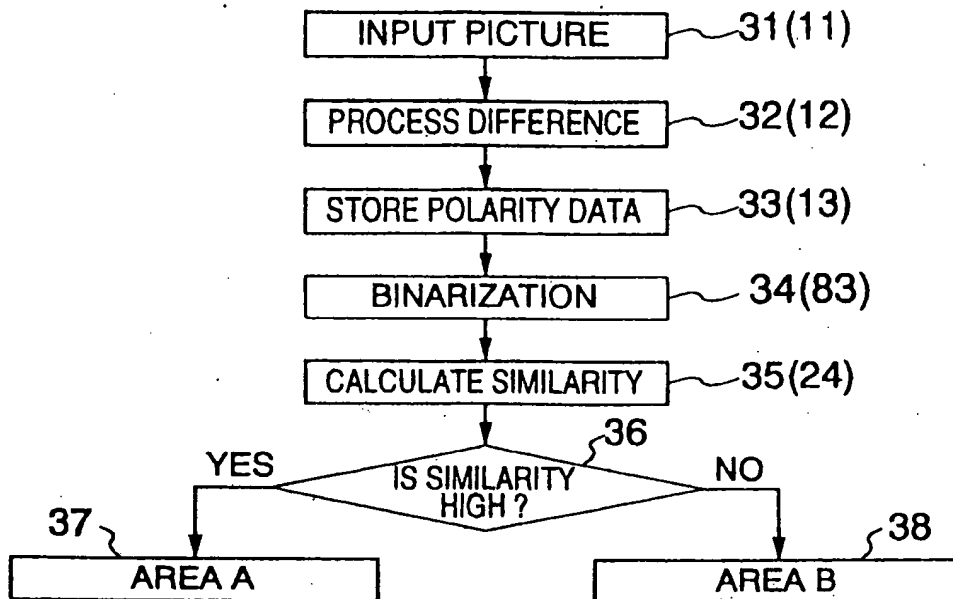 INPUT PICTURE 31(11)
PROCESS DIFFERENCE 32(12)
STORE POLARITY DATA 33(13)
BINARIZATION 34(83)
CALCULATE SIMILARITY 35(24)
36
YES IS SIMILARITY NO
HIGH ?
37 38
AREA A AREA B